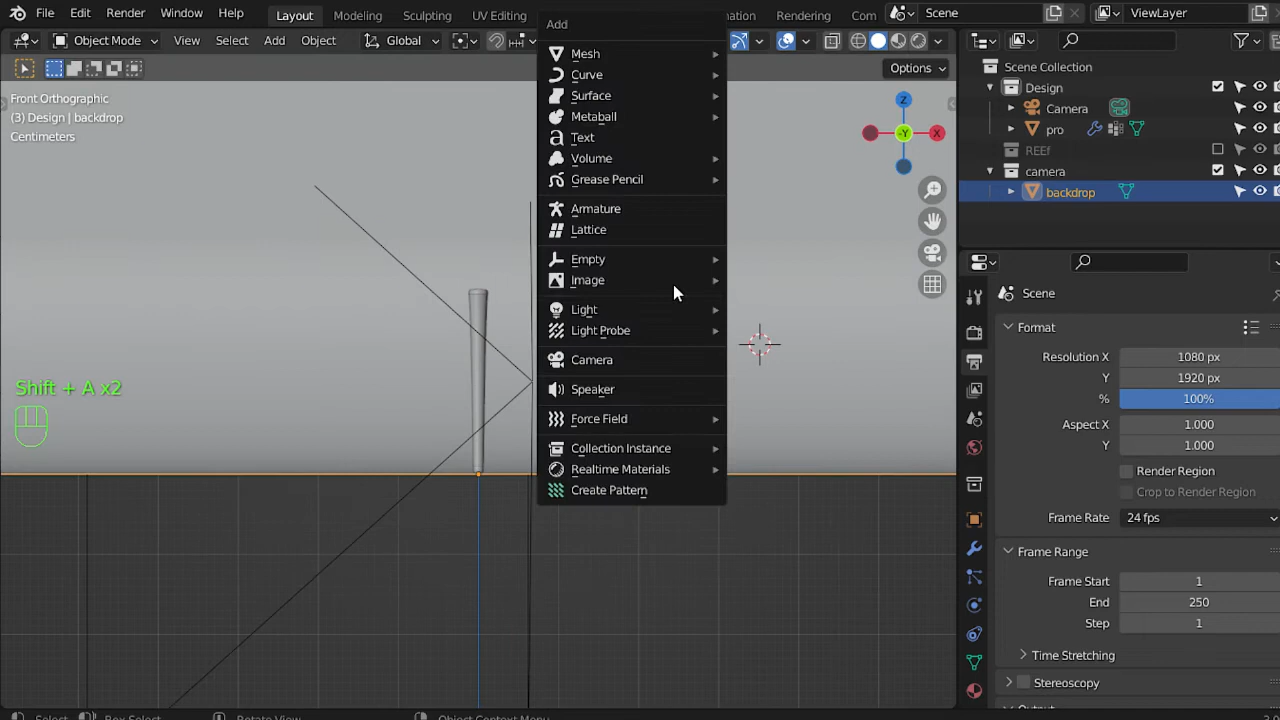 File Edit Render Window Help Layout Modeling Sculpting UV Editing Rendering Scene ViewLayer
Object Mode View Select Add Object Global
Options
Front Orthographic
(3) Design | backdrop
Centimeters
Shift + A x2
Add
Mesh
Curve
Surface
Metaball
Text
Volume
Grease Pencil
Armature
Lattice
Empty
Image
Light
Light Probe
Camera
Speaker
Force Field
Collection Instance
Realtime Materials
Create Pattern
Z
X
-Y
Scene Collection
Design
Camera
pro
REEf
camera
backdrop
Scene
Format
Resolution X 1080 px
Y 1920 px
% 100%
Aspect X 1.000
Y 1.000
Render Region
Crop to Render Region
Frame Rate 24 fps
Frame Range
Frame Start 1
End 250
Step 1
Time Stretching
Stereoscopy